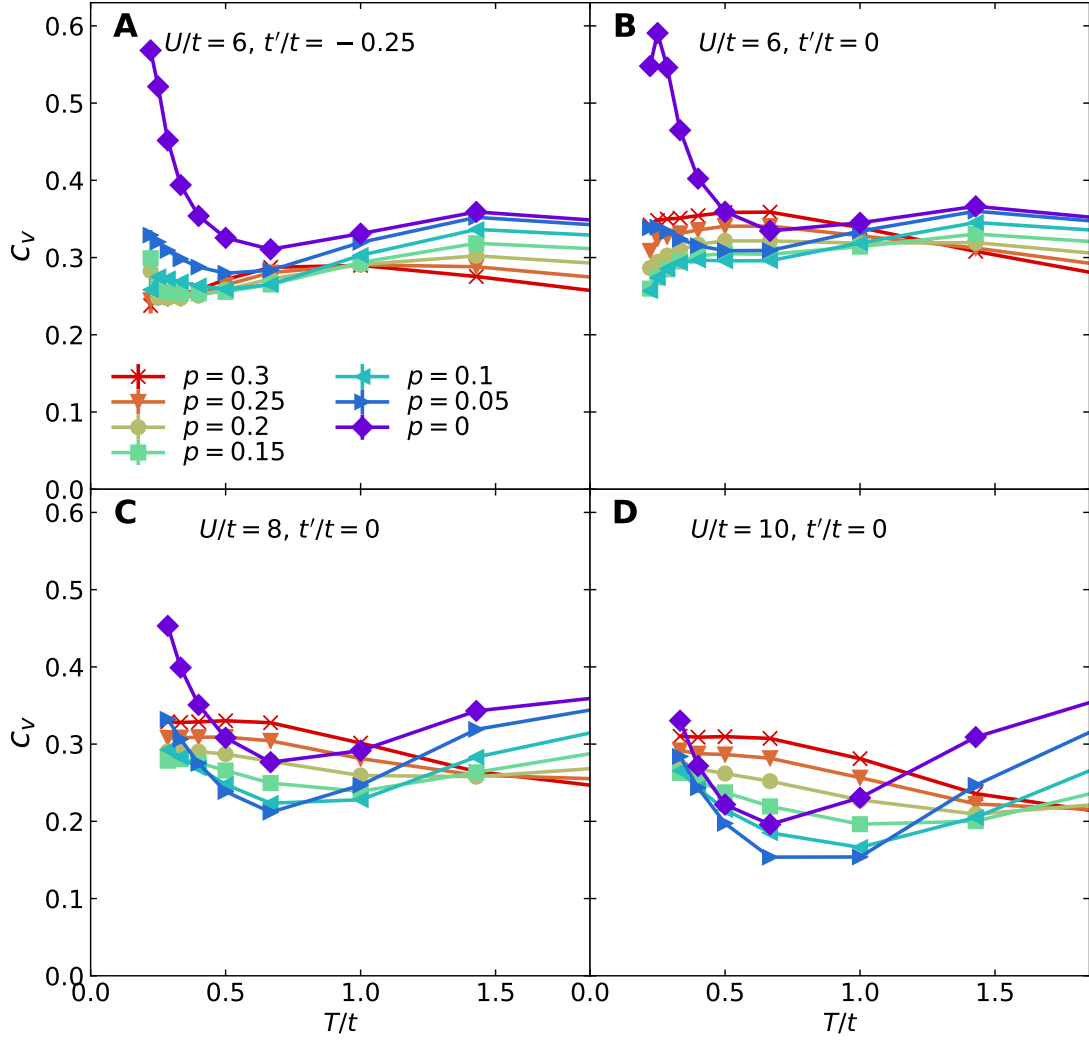 A
U/t = 6, t′/t = −0.25
B
U/t = 6, t′/t = 0
0.6
0.5
0.4
c_v
0.3
0.2
0.1
0.0
p = 0.3
p = 0.25
p = 0.2
p = 0.15
p = 0.1
p = 0.05
p = 0
C
U/t = 8, t′/t = 0
D
U/t = 10, t′/t = 0
0.6
0.5
0.4
c_v
0.3
0.2
0.1
0.0
0.0 0.5 1.0 1.5
T/t
0.0 0.5 1.0 1.5
T/t